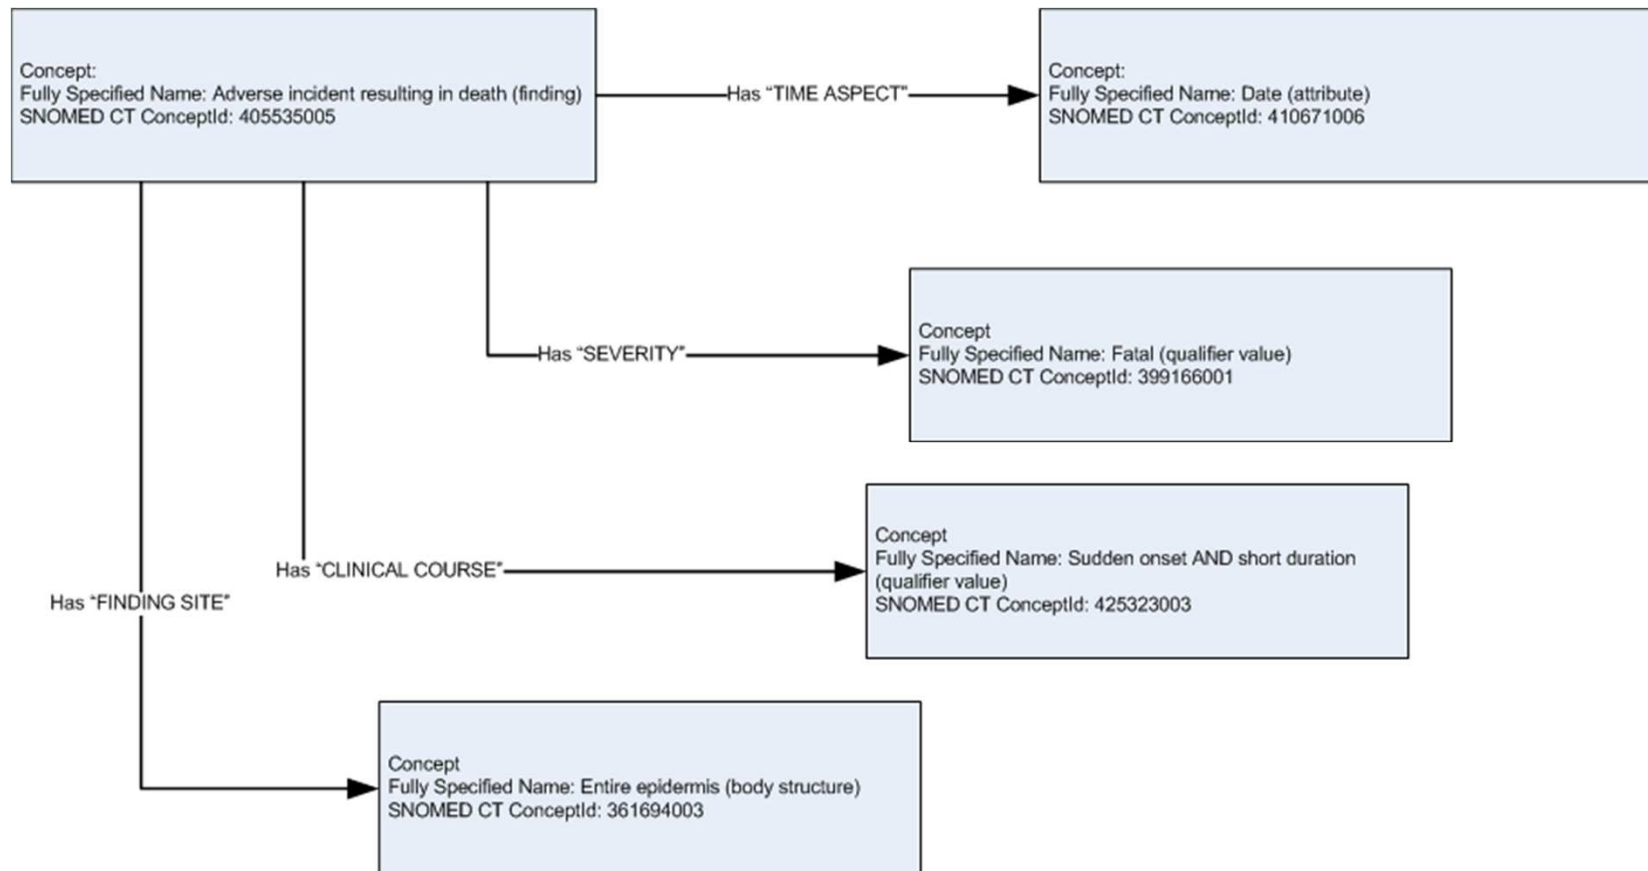 Concept:
Fully Specified Name: Adverse incident resulting in death (finding)
SNOMED CT ConceptId: 405535005
Has "TIME ASPECT"
Concept:
Fully Specified Name: Date (attribute)
SNOMED CT ConceptId: 410671006
Has "SEVERITY"
Concept
Fully Specified Name: Fatal (qualifier value)
SNOMED CT ConceptId: 399166001
Has "CLINICAL COURSE"
Concept
Fully Specified Name: Sudden onset AND short duration
(qualifier value)
SNOMED CT ConceptId: 425323003
Has "FINDING SITE"
Concept
Fully Specified Name: Entire epidermis (body structure)
SNOMED CT ConceptId: 361694003